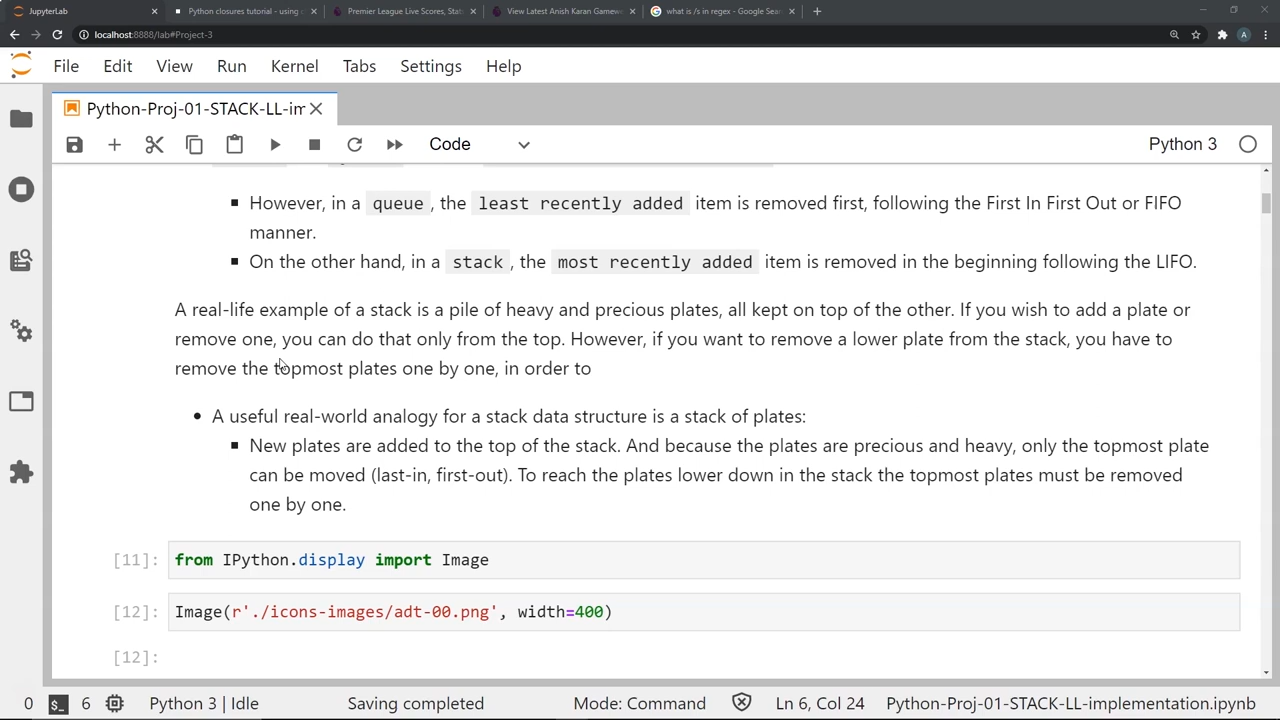 JupyterLab
Python closures tutorial - using c
Premier League Live Scores, Stat
View Latest Anish Karan Gamew
what is /s in regex - Google Sear
localhost:8888/lab#Project-3
A
File Edit View Run Kernel Tabs Settings Help
Python-Proj-01-STACK-LL-im
Code
Python 3
However, in a queue , the least recently added item is removed first, following the First In First Out or FIFO
manner.
On the other hand, in a stack , the most recently added item is removed in the beginning following the LIFO.
A real-life example of a stack is a pile of heavy and precious plates, all kept on top of the other. If you wish to add a plate or
remove one, you can do that only from the top. However, if you want to remove a lower plate from the stack, you have to
remove the topmost plates one by one, in order to
A useful real-world analogy for a stack data structure is a stack of plates:
New plates are added to the top of the stack. And because the plates are precious and heavy, only the topmost plate
can be moved (last-in, first-out). To reach the plates lower down in the stack the topmost plates must be removed
one by one.
[11]: from IPython.display import Image
[12]: Image(r'./icons-images/adt-00.png', width=400)
[12]:
0 6 Python 3 | Idle Saving completed Mode: Command Ln 6, Col 24 Python-Proj-01-STACK-LL-implementation.ipynb